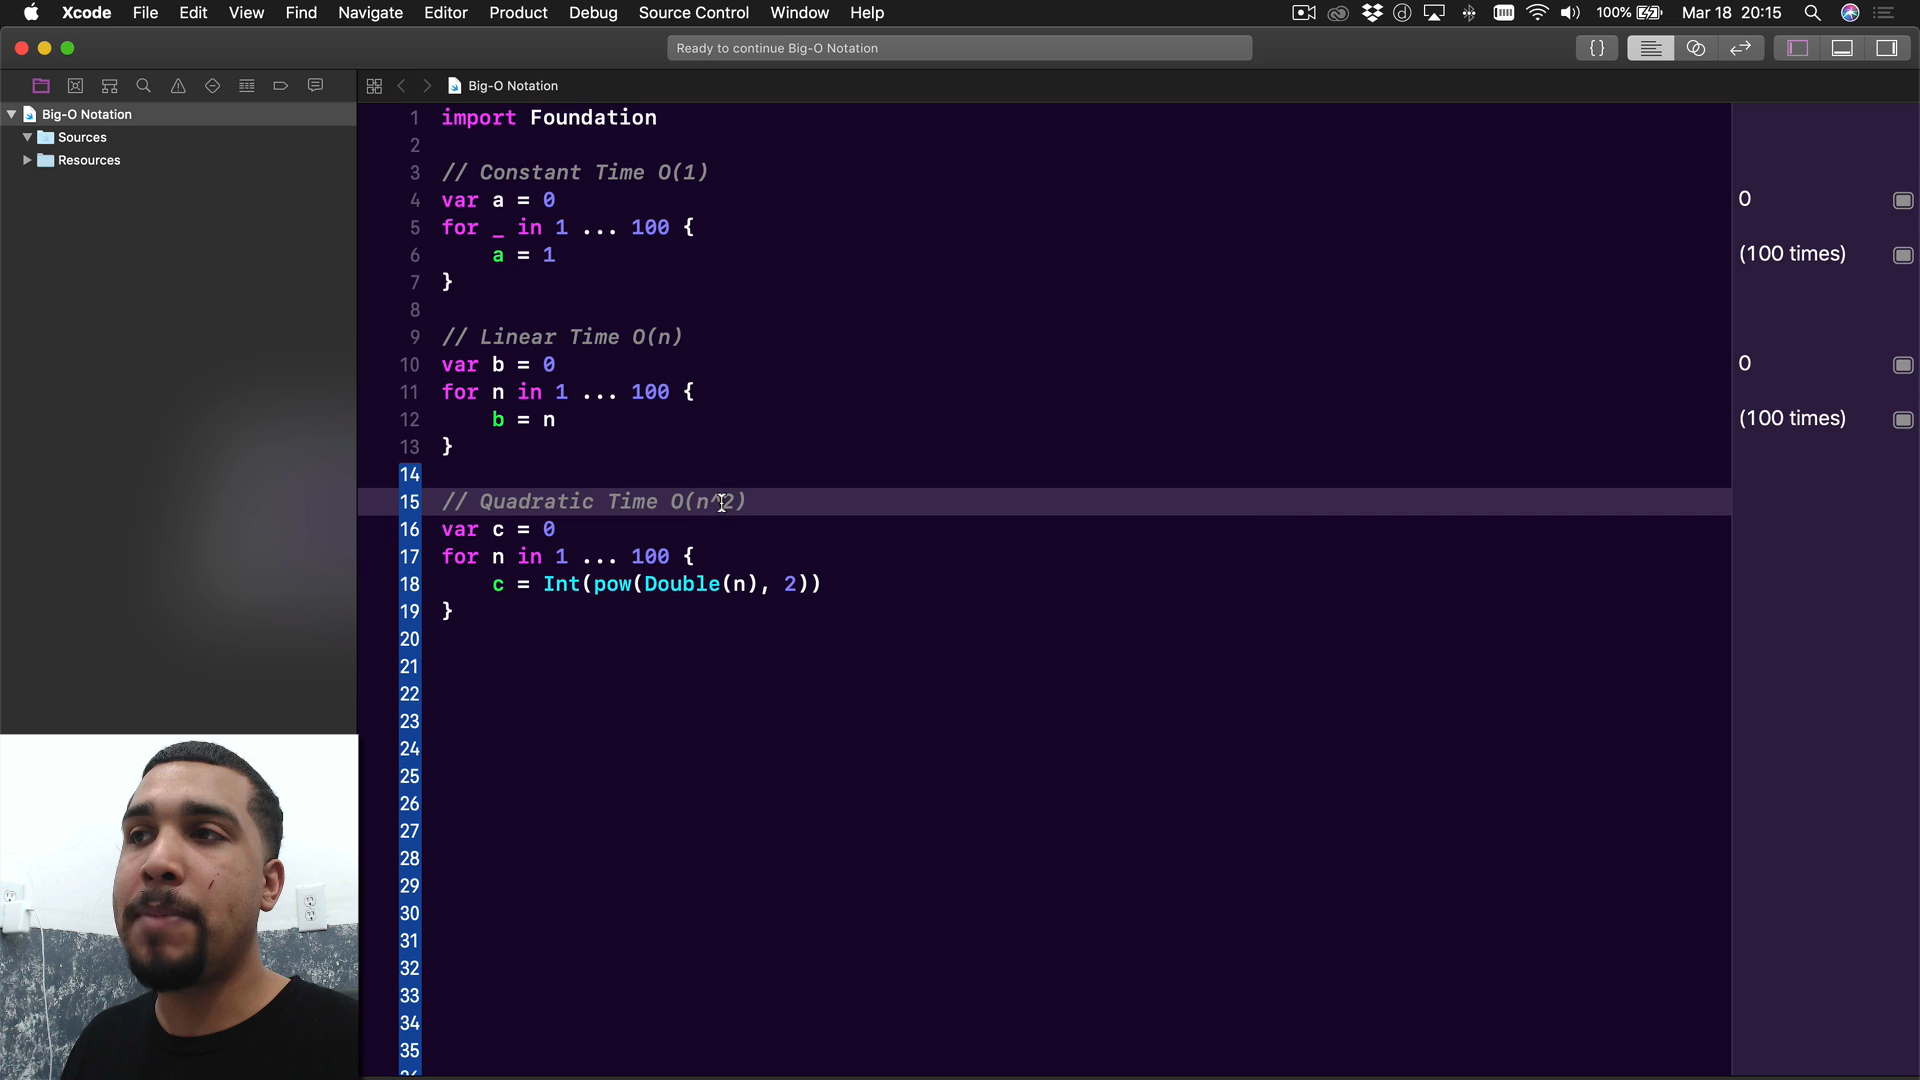 Xcode File Edit View Find Navigate Editor Product Debug Source Control Window Help 100% Mar 18 20:15
Ready to continue Big-O Notation
Big-O Notation
Big-O Notation
Sources
Resources
1 import Foundation
2
3 // Constant Time O(1)
4 var a = 0 0
5 for _ in 1 ... 100 {
6 a = 1 (100 times)
7 }
8
9 // Linear Time O(n)
10 var b = 0 0
11 for n in 1 ... 100 {
12 b = n (100 times)
13 }
14
15 // Quadratic Time O(n^2)
16 var c = 0
17 for n in 1 ... 100 {
18 c = Int(pow(Double(n), 2))
19 }
20
21
22
23
24
25
26
27
28
29
30
31
32
33
34
35